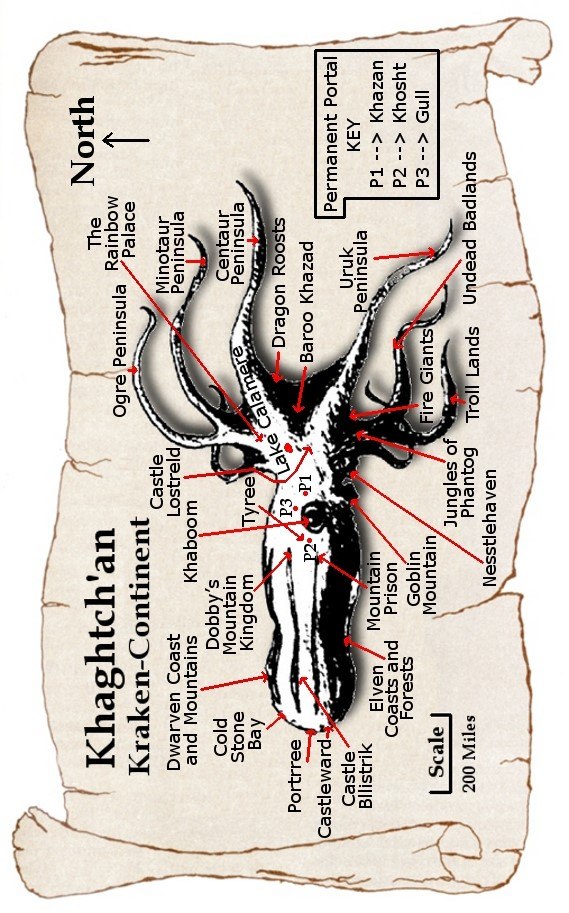 Khaghtch'an
Kraken-Continent
North
Permanent Portal
KEY
P1 ---> Khazan
P2 ---> Khosht
P3 ---> Gull
The
Rainbow
Palace
Ogre Peninsula
Minotaur
Peninsula
Centaur
Peninsula
Dragon Roosts
Baroo Khazad
Uruk
Peninsula
Undead Badlands
Lake Calamere
Castle
Lostreld
Khaboom
Tyree
P3
P1
P2
Fire Giants
Troll Lands
Jungles of
Phantog
Nesstlehaven
Goblin
Mountain
Mountain
Prison
Dobby's
Mountain
Kingdom
Dwarven Coast
and Mountains
Cold
Stone
Bay
Portrree
Castleward
Castle
Bllistrik
Elven
Coasts and
Forests
Scale
200 Miles